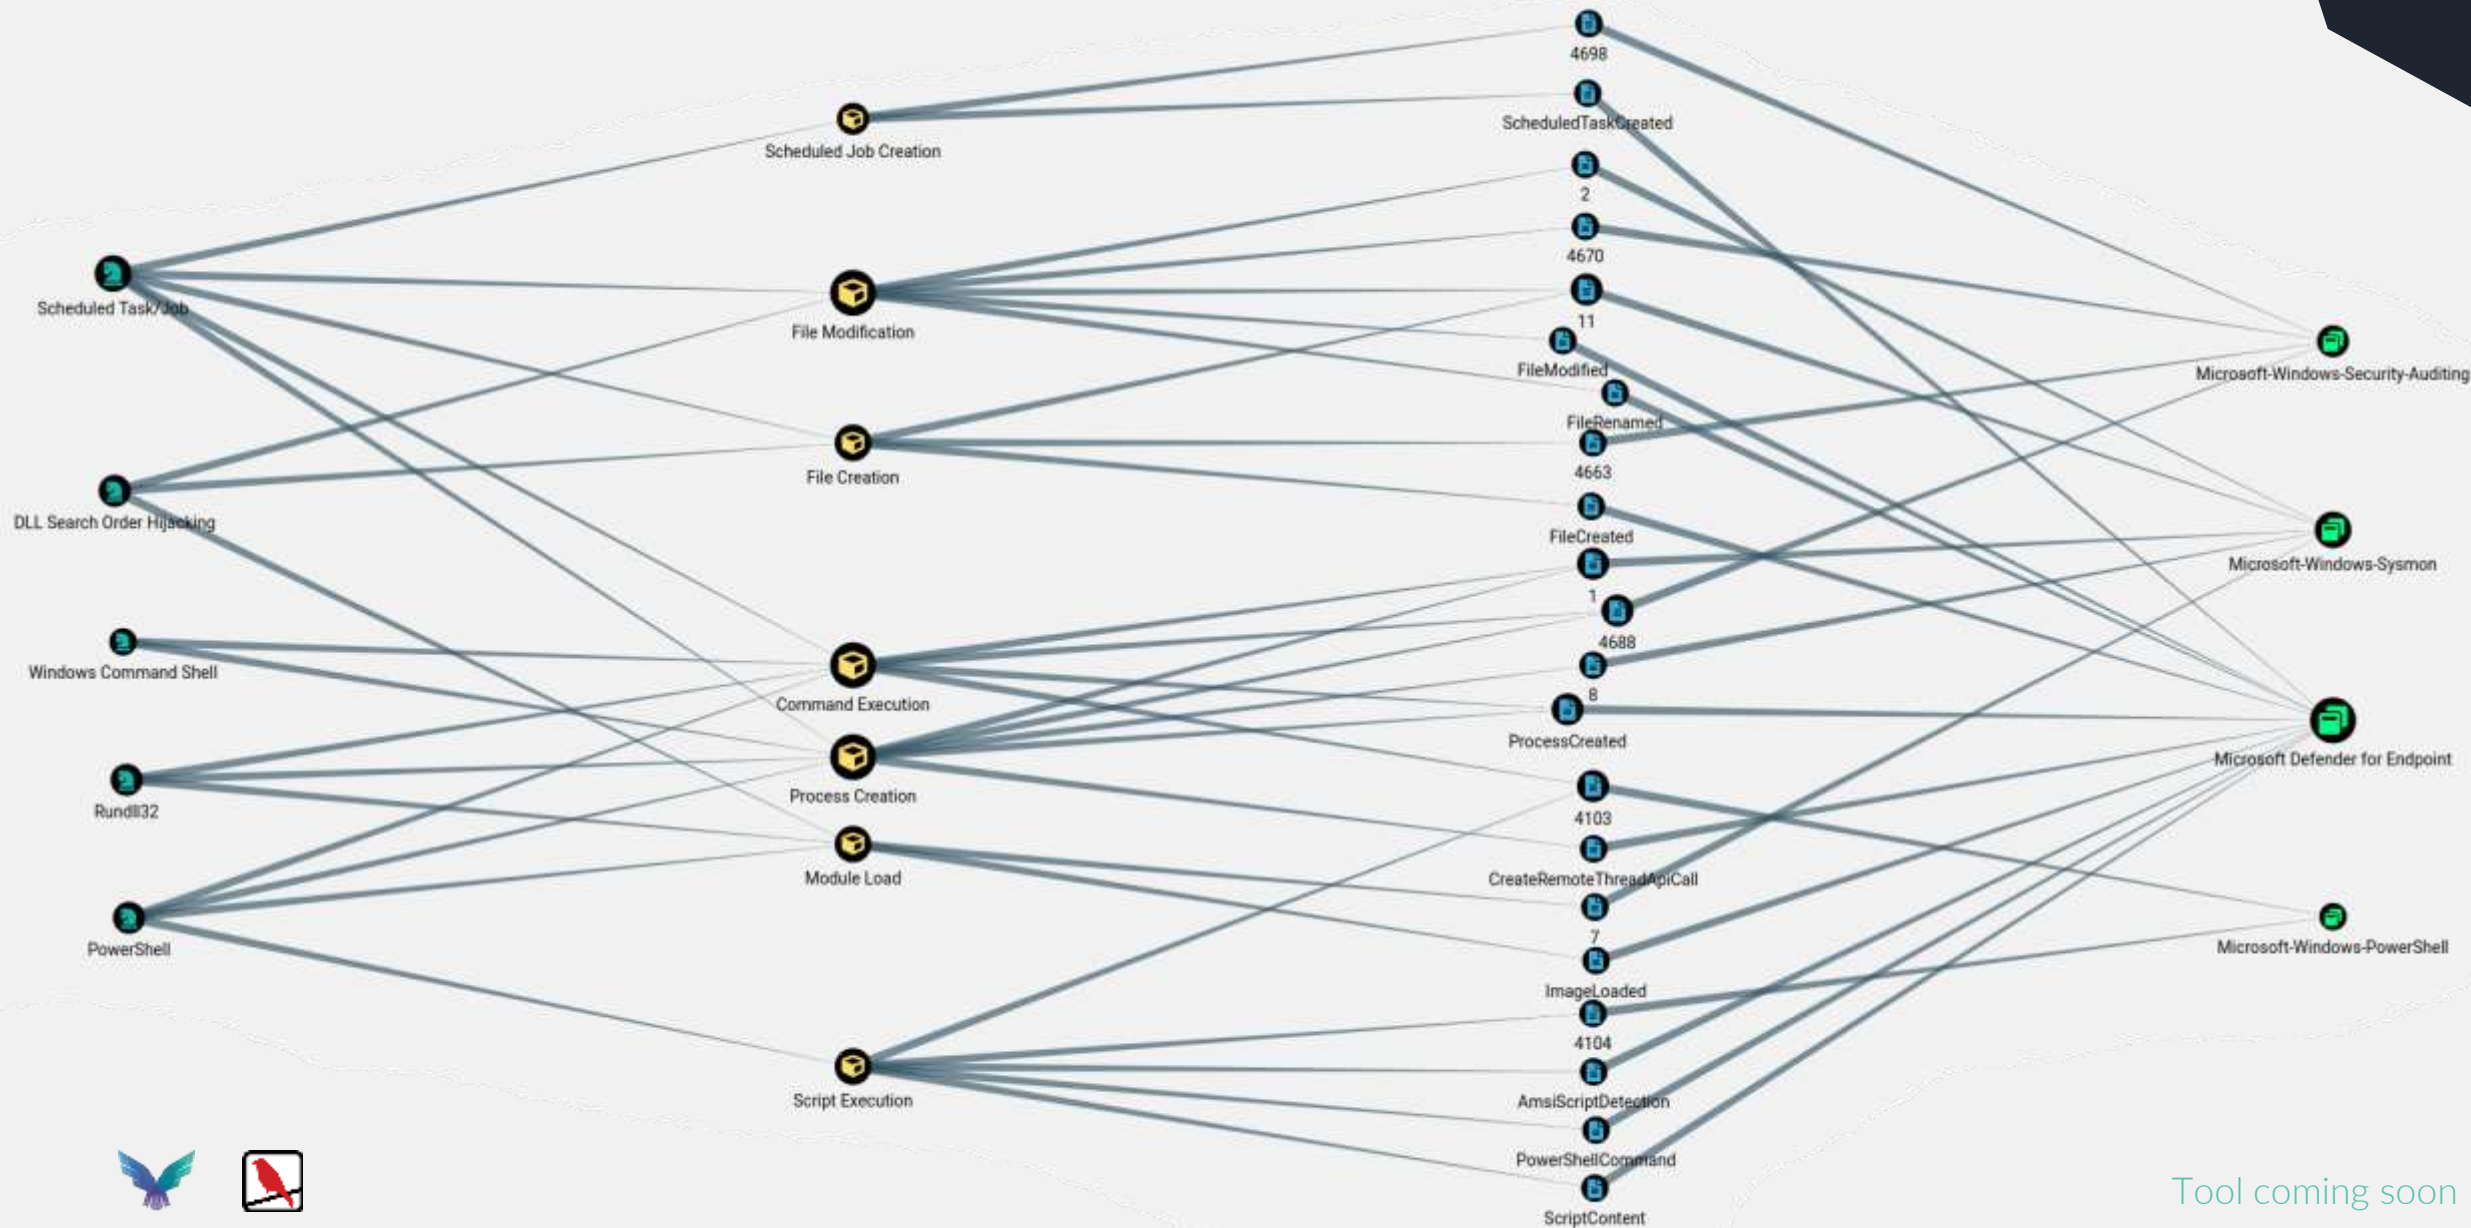 Scheduled Task/Job
DLL Search Order Hijacking
Windows Command Shell
Rundll32
PowerShell
Scheduled Job Creation
File Modification
File Creation
Command Execution
Process Creation
Module Load
Script Execution
4698
ScheduledTaskCreated
2
4670
11
FileModified
FileRenamed
4663
FileCreated
1
4688
8
ProcessCreated
4103
CreateRemoteThreadApiCall
7
ImageLoaded
4104
AmsiScriptDetection
PowerShellCommand
ScriptContent
Microsoft-Windows-Security-Auditing
Microsoft-Windows-Sysmon
Microsoft Defender for Endpoint
Microsoft-Windows-PowerShell
Tool coming soon